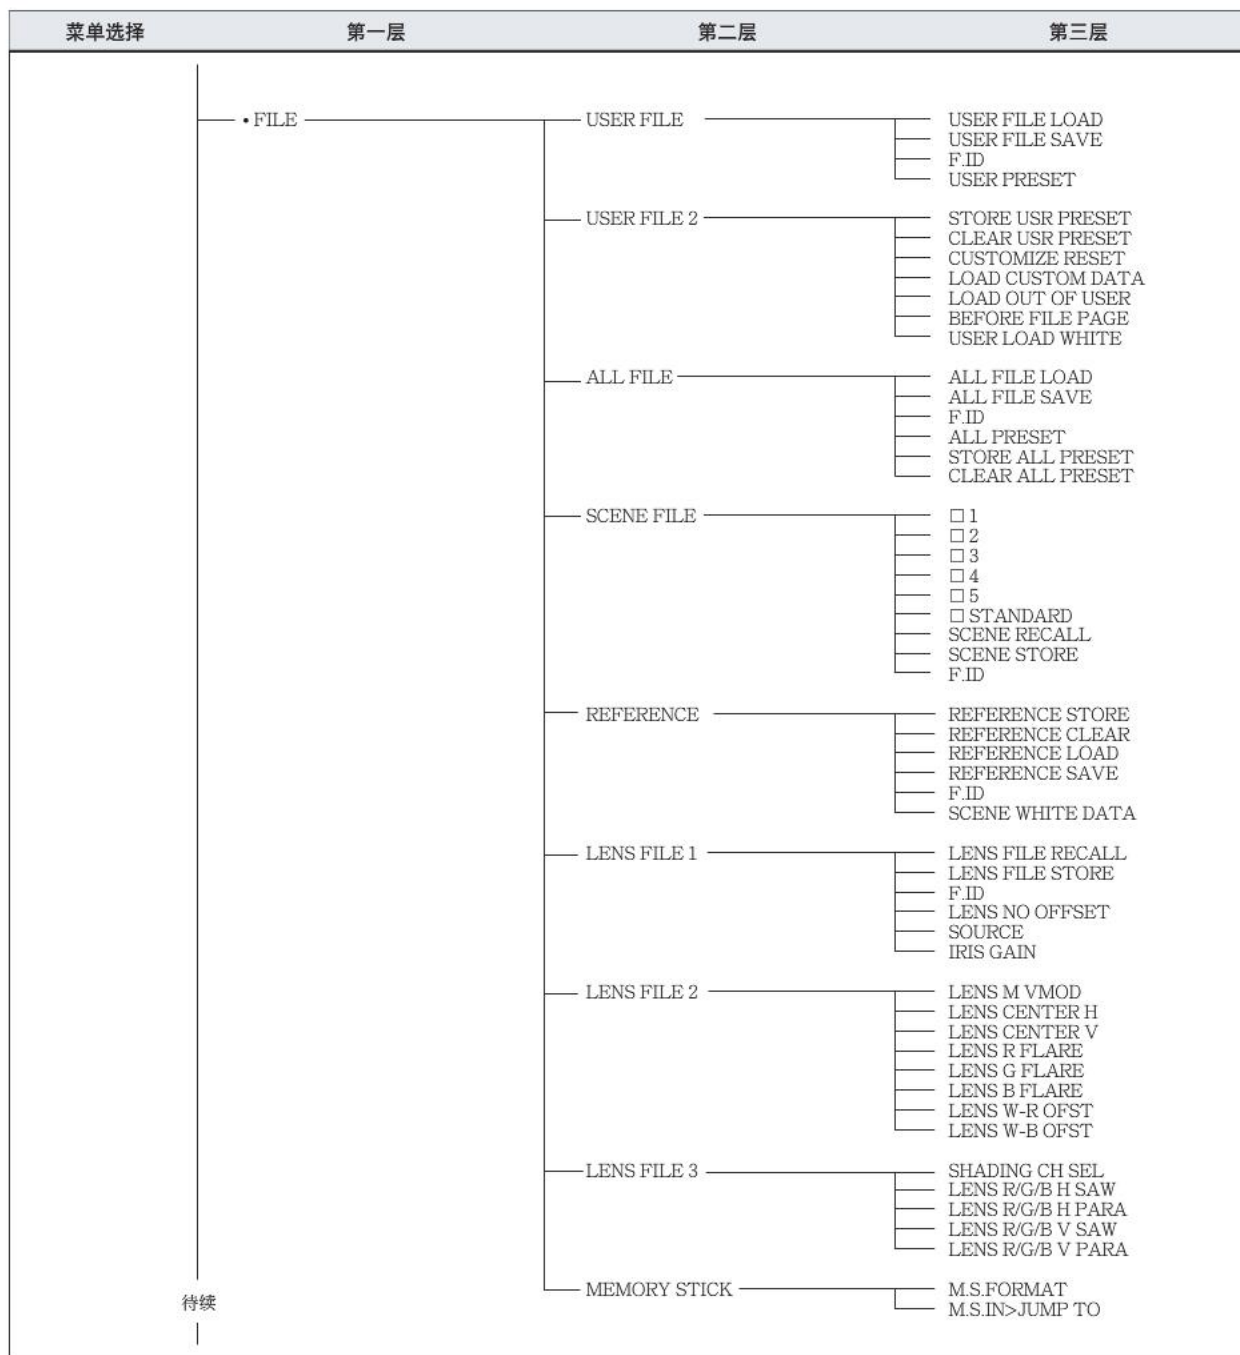 菜单选择 第一层 第二层 第三层
• FILE USER FILE USER FILE LOAD
USER FILE SAVE
F.ID
USER PRESET
USER FILE 2 STORE USR PRESET
CLEAR USR PRESET
CUSTOMIZE RESET
LOAD CUSTOM DATA
LOAD OUT OF USER
BEFORE FILE PAGE
USER LOAD WHITE
ALL FILE ALL FILE LOAD
ALL FILE SAVE
F.ID
ALL PRESET
STORE ALL PRESET
CLEAR ALL PRESET
SCENE FILE □ 1
□ 2
□ 3
□ 4
□ 5
□ STANDARD
SCENE RECALL
SCENE STORE
F.ID
REFERENCE REFERENCE STORE
REFERENCE CLEAR
REFERENCE LOAD
REFERENCE SAVE
F.ID
SCENE WHITE DATA
LENS FILE 1 LENS FILE RECALL
LENS FILE STORE
F.ID
LENS NO OFFSET
SOURCE
IRIS GAIN
LENS FILE 2 LENS M VMOD
LENS CENTER H
LENS CENTER V
LENS R FLARE
LENS G FLARE
LENS B FLARE
LENS W-R OFST
LENS W-B OFST
LENS FILE 3 SHADING CH SEL
LENS R/G/B H SAW
LENS R/G/B H PARA
LENS R/G/B V SAW
LENS R/G/B V PARA
MEMORY STICK M.S.FORMAT
M.S.IN>JUMP TO
待续